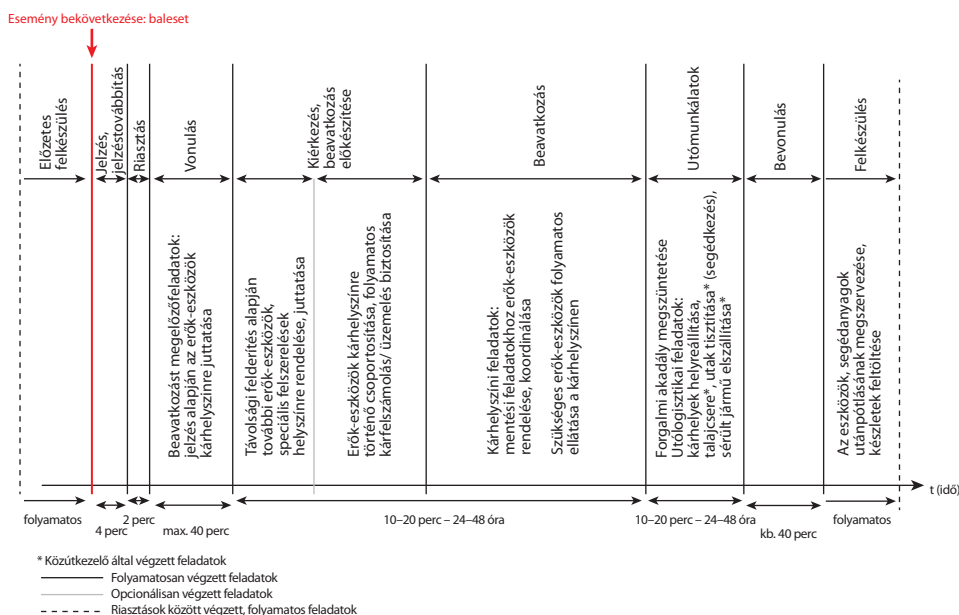 Esemény bekövetkezése: baleset
Előzetes
felkészülés
Jelzés,
jelzéstovábbítás
Riasztás
Vonulás
Kiérkezés,
beavatkozás
előkészítése
Beavatkozás
Utómunkálatok
Bevonulás
Felkészülés
Beavatkozást megelőzőfeladatok:
jelzés alapján az erők-eszközök
kárhelyszínre juttatása
Távolsági felderítés alapján
további erők-eszközök,
speciális felszerelések
helyszínre rendelése, juttatása
Erők-eszközök kárhelyszínre
történő csoportosítása, folyamatos
kárfelszámolás/ üzemelés biztosítása
Kárhelyszíni feladatok:
mentési feladatokhoz erők-eszközök
rendelése, koordinálása
Szükséges erők-eszközök folyamatos
ellátása a kárhelyszínen
Forgalmi akadály megszüntetése
Utólogisztikai feladatok:
kárhelyek helyreállítása,
talajcsere*, utak tisztítása* (segédkezés),
sérült jármű elszállítása*
Az eszközök, segédanyagok
utánpótlásának megszervezése,
készletek feltöltése
t (idő)
folyamatos
4 perc
2 perc
max. 40 perc
10–20 perc – 24–48 óra
10–20 perc – 24–48 óra
kb. 40 perc
folyamatos
* Közútkezelő által végzett feladatok
Folyamatosan végzett feladatok
Opcionálisan végzett feladatok
Riasztások között végzett, folyamatos feladatok